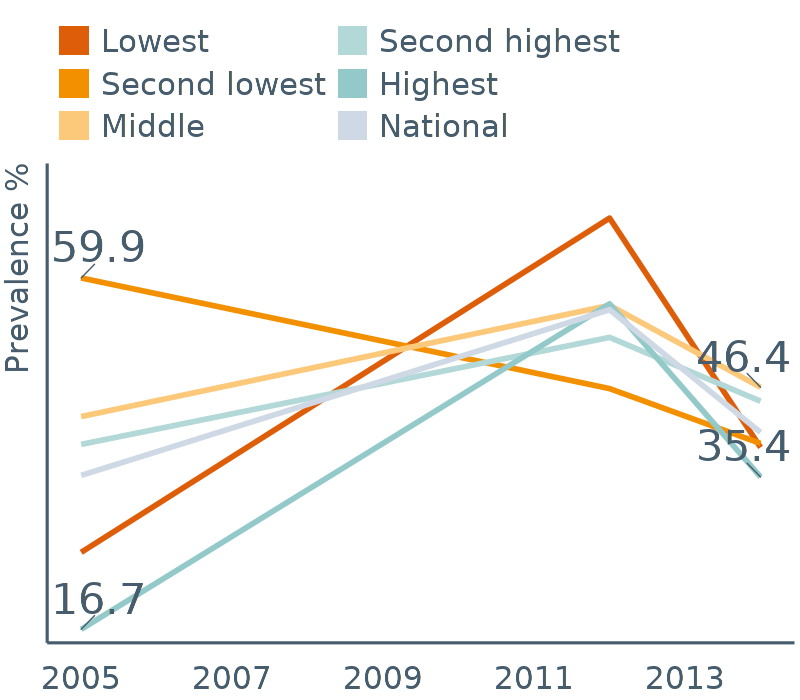 Lowest
Second lowest
Middle
Second highest
Highest
National
Prevalence %
59.9
16.7
46.4
35.4
2005 2007 2009 2011 2013